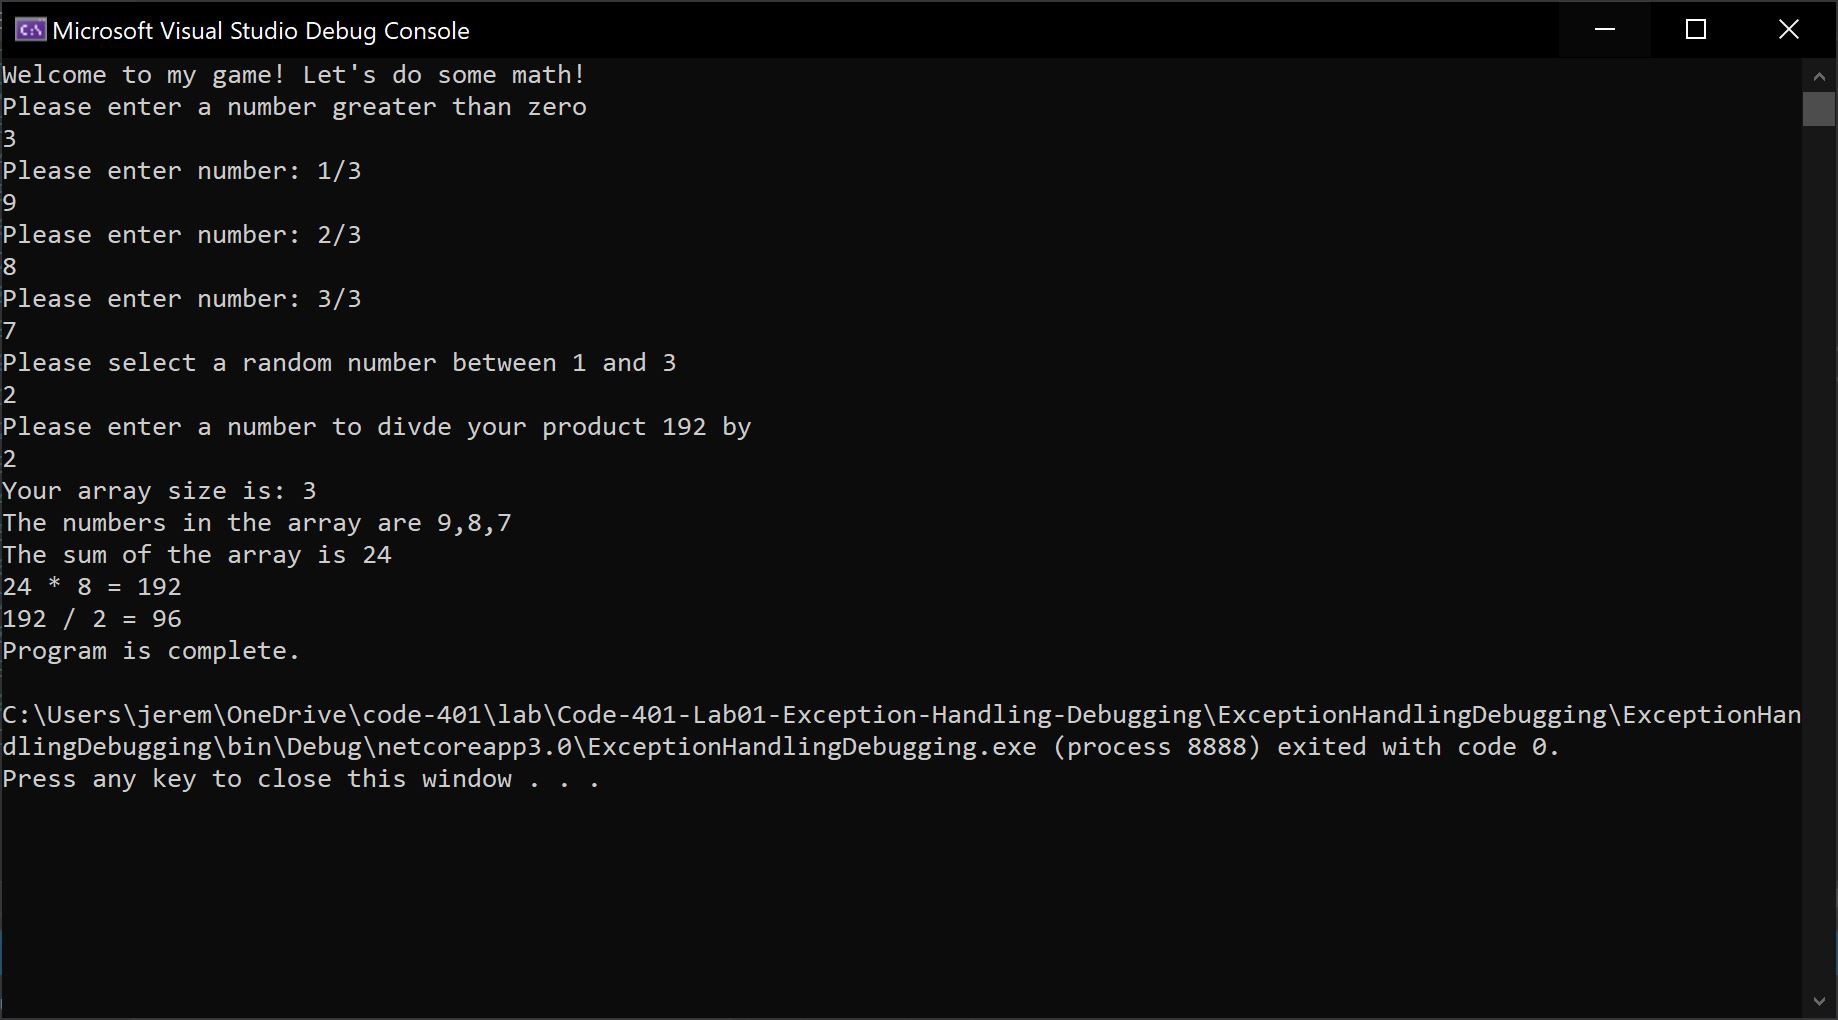 Microsoft Visual Studio Debug Console
Welcome to my game! Let's do some math!
Please enter a number greater than zero
3
Please enter number: 1/3
9
Please enter number: 2/3
8
Please enter number: 3/3
7
Please select a random number between 1 and 3
2
Please enter a number to divde your product 192 by
2
Your array size is: 3
The numbers in the array are 9,8,7
The sum of the array is 24
24 * 8 = 192
192 / 2 = 96
Program is complete.
C:\Users\jerem\OneDrive\code-401\lab\Code-401-Lab01-Exception-Handling-Debugging\ExceptionHandlingDebugging\ExceptionHan
dlingDebugging\bin\Debug\netcoreapp3.0\ExceptionHandlingDebugging.exe (process 8888) exited with code 0.
Press any key to close this window . . .